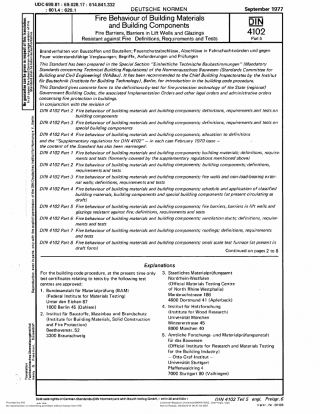 UDC 699.81 : 69.028.1 : 614.841.332
: 001.4 : 620.1
DEUTSCHE NORMEN
September 1977
Fire Behaviour of Building Materials
and Building Components
Fire Barriers, Barriers in Lift Wells and Glazings
Resistant against Fire Definitions, Requirements and Tests
DIN
4102
Part 5
Brandverhalten von Baustoffen und Bauteilen; Feuerschutzabschlüsse, Abschlüsse in Fahrschachtwänden und gegen
Feuer widerstandsfähige Verglasungen, Begriffe, Anforderungen und Prüfungen
This Standard has been prepared in the Special Section "Einheitliche Technische Baubestimmungen" (Mandatory
Standards concerning Technical Building Regulations) of the Normenausschuss Bauwesen (Standards Committee for
Building and Civil Engineering) (NABau). It has been recommended to the Chief Building Inspectorates by the Institut
für Bautechnik (Institute for Building Technology), Berlin, for introduction in the building code procedure.
This Standard gives concrete form to the definitions by test for fire protection terminology of the State (regional)
Government Building Codes, the associated Implementing Orders and other legal orders and administrative orders
concerning fire protection in buildings.
In conjunction with the revision of
DIN 4102 Part 2 Fire behaviour of building materials and building components; definitions, requirements and tests on
building components
DIN 4102 Part 3 Fire behaviour of building materials and building components; definitions, requirements and tests on
special building components
DIN 4102 Part 4 Fire behaviour of building materials and building components, allocation to definitions
and the "Supplementary regulations for DIN 4102" – in each case February 1970 case –
the content of the Standard has also been rearranged:
DIN 4102 Part 1 Fire behaviour of building materials and building components; building materials; definitions, require-
ments and tests (formerly covered by the supplementary regulations mentioned above)
DIN 4102 Part 2 Fire behaviour of building materials and building components; building components; definitions,
requirements and tests
DIN 4102 Part 3 Fire behaviour of building materials and building components; fire walls and non-load-bearing exter-
nal walls; definitions, requirements and tests
DIN 4102 Part 4 Fire behaviour of building materials and building components; schedule and application of classified
building materials, building components and special building components (at present circulating as
draft)
DIN 4102 Part 5 Fire behaviour of building materials and building components; fire barriers, barriers in lift wells and
glazings resistant against fire; definitions, requirements and tests
DIN 4102 Part 6 Fire behaviour of building materials and building components; ventilation ducts; definitions, require-
ments and tests
DIN 4102 Part 7 Fire behaviour of building materials and building components; roofings; definitions, requirements
and tests
DIN 4102 Part 8 Fire behaviour of building materials and building components; small scale test furnace (at present in
draft form)
Continued on pages 2 to 8
Explanations
For the building code procedure, at the present time only
test certificates relating to tests by the following test
centres are approved:
1. Bundesanstalt für Materialprüfung (BAM)
(Federal Institute for Materials Testing)
Unter den Eichen 87
1000 Berlin 45 (Dahlem)
2. Institut für Baustoffe, Massivbau und Brandschutz
(Institute for Building Materials, Solid Construction
and Fire Protection)
Beethovenstr. 52
3300 Braunschweig
3. Staatliches Materialprüfungsamt
Nordrhein-Westfalen
(Official Materials Testing Centre
of North Rhine Westphalia)
Marsbruchstrasse 186
4600 Dortmund 41 (Aplerbeck)
4. Institut für Holzforschung
(Institute for Wood Research)
Universität München
Winzererstrasse 45
8000 München 40
5. Amtliche Forschungs- und Materialprüfungsanstalt
für das Bauwesen
(Official Institute for Research and Materials Testing
for the Building Industry)
– Otto Graf Institut –
Universität Stuttgart
Pfaffenwaldring 4
7000 Stuttgart 80 (Vaihingen)
DIN 4102 Teil 5 engl. Preisgr. 6